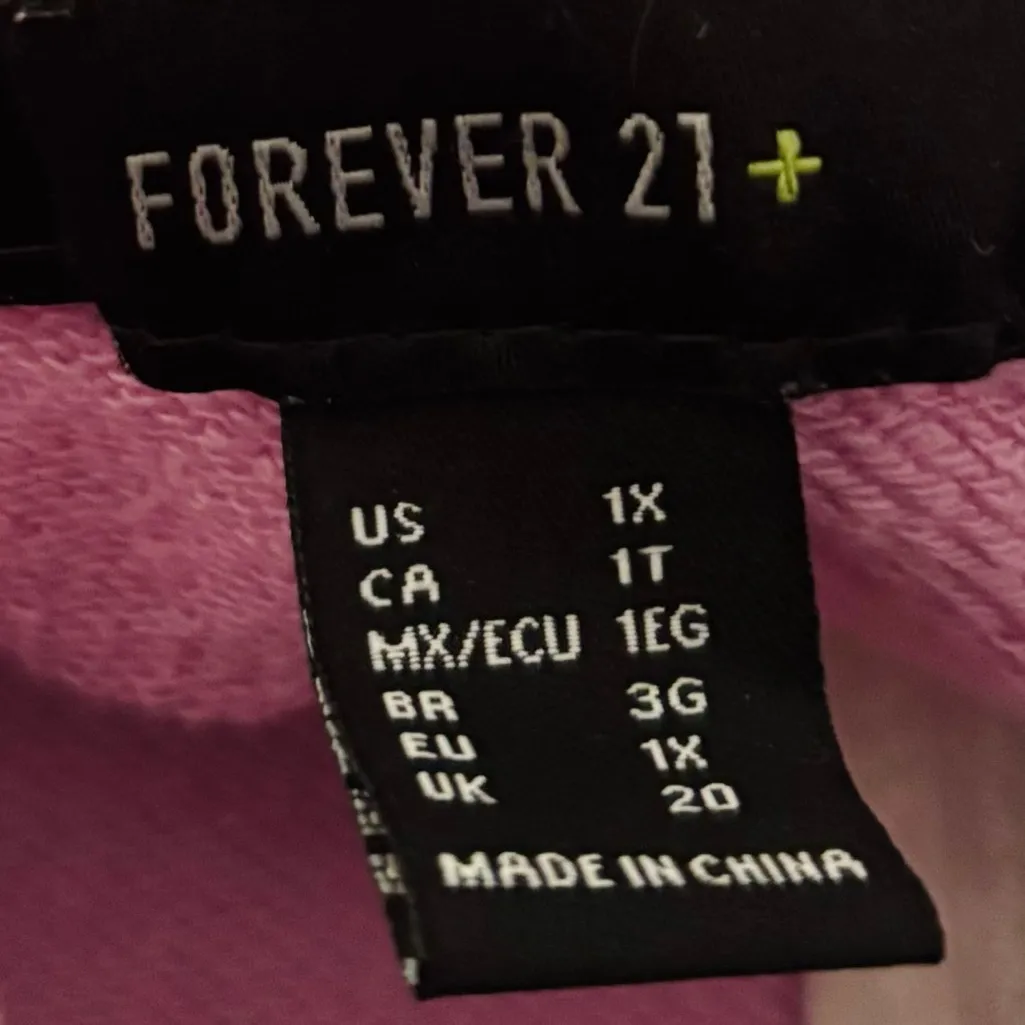 FOREVER 21 +
US 1X
CA 1T
MX/ECU 1EG
BR 3G
EU 1X
UK 20
MADE IN CHINA